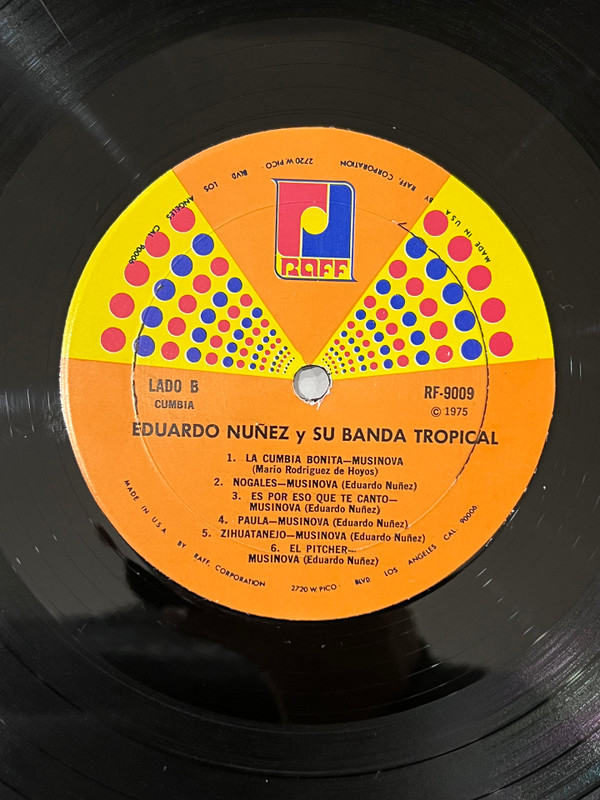 BY RAFF. CORPORATION 2720 W. PICO · BLVD. LOS ANGELES CAL. 90006
MADE IN U.S.A
RAFF
LADO B
CUMBIA
RF-9009
© 1975
EDUARDO NUÑEZ y SU BANDA TROPICAL
1. LA CUMBIA BONITA—MUSINOVA
(Mario Rodriguez de Hoyos)
2. NOGALES—MUSINOVA (Eduardo Nuñez)
3. ES POR ESO QUE TE CANTO—
MUSINOVA (Eduardo Nuñez)
4. PAULA—MUSINOVA (Eduardo Nuñez)
5. ZIHUATANEJO—MUSINOVA (Eduardo Nuñez)
6. EL PITCHER—
MUSINOVA (Eduardo Nuñez)
MADE IN U.S.A. BY RAFF. CORPORATION 2720 W. PICO · BLVD. LOS ANGELES CAL. 90006